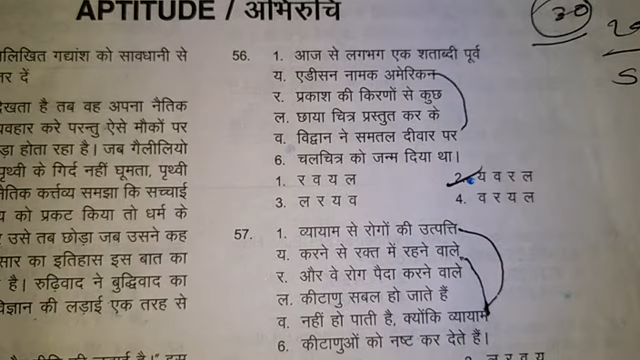 APTITUDE / अभिरुचि
30
लिखित गद्यांश को सावधानी से
तर दें
देखता है तब वह अपना नैतिक
यवहार करे परन्तु ऐसे मौकों पर
ड़ा होता रहा है। जब गैलीलियो
पृथ्वी के गिर्द नहीं घूमता, पृथ्वी
नैतिक कर्त्तव्य समझा कि सच्चाई
य को प्रकट किया तो धर्म के
उसे तब छोड़ा जब उसने कह
सार का इतिहास इस बात का
है। रुढ़िवाद ने बुद्धिवाद का
विज्ञान की लड़ाई एक तरह से
56. 1. आज से लगभग एक शताब्दी पूर्व
य. एडीसन नामक अमेरिकन
र. प्रकाश की किरणों से कुछ
ल. छाया चित्र प्रस्तुत कर के
व. विद्वान ने समतल दीवार पर
6. चलचित्र को जन्म दिया था।
1. र व य ल 2. य व र ल
3. ल र य व 4. व र य ल
57. 1. व्यायाम से रोगों की उत्पत्ति
य. करने से रक्त में रहने वाले
र. और वे रोग पैदा करने वाले
ल. कीटाणु सबल हो जाते हैं
व. नहीं हो पाती है, क्योंकि व्यायाम
6. कीटाणुओं को नष्ट कर देते हैं।